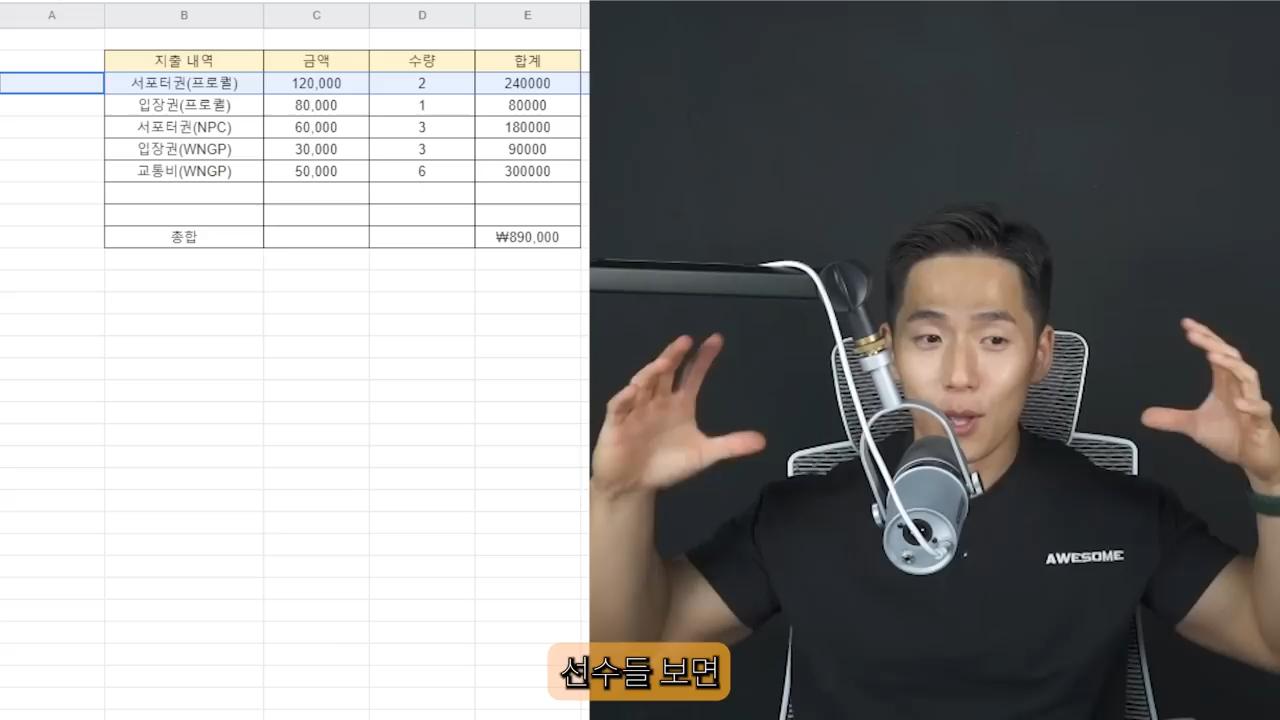 A B C D E
지출 내역 금액 수량 합계
서포터권(프로퀄) 120,000 2 240000
입장권(프로퀄) 80,000 1 80000
서포터권(NPC) 60,000 3 180000
입장권(WNGP) 30,000 3 90000
교통비(WNGP) 50,000 6 300000
총합 ₩890,000
AWESOME
선수들 보면